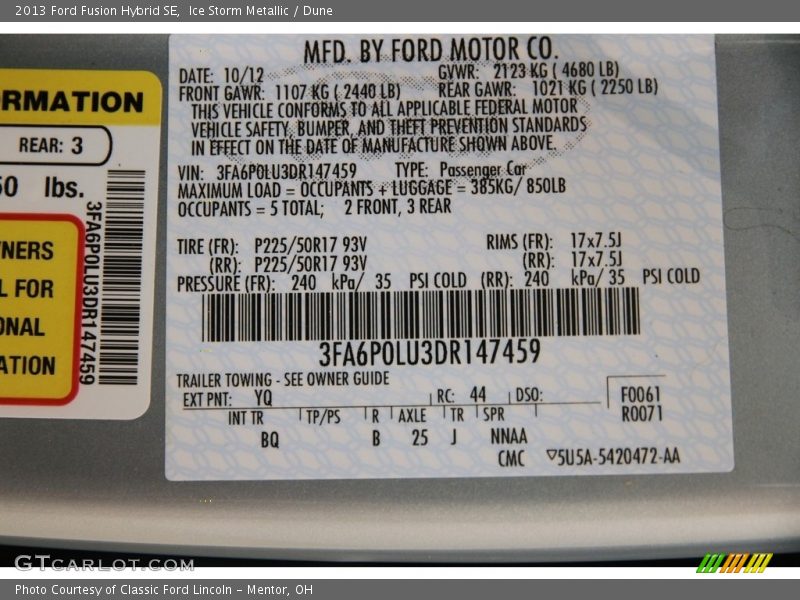 2013 Ford Fusion Hybrid SE, Ice Storm Metallic / Dune
MFD. BY FORD MOTOR CO.
DATE: 10/12 GVWR: 2123 KG ( 4680 LB)
FRONT GAWR: 1107 KG ( 2440 LB) REAR GAWR: 1021 KG ( 2250 LB)
THIS VEHICLE CONFORMS TO ALL APPLICABLE FEDERAL MOTOR
VEHICLE SAFETY, BUMPER, AND THEFT PREVENTION STANDARDS
IN EFFECT ON THE DATE OF MANUFACTURE SHOWN ABOVE.
VIN: 3FA6P0LU3DR147459 TYPE: Passenger Car
MAXIMUM LOAD = OCCUPANTS + LUGGAGE = 385KG/ 850LB
OCCUPANTS = 5 TOTAL; 2 FRONT, 3 REAR
TIRE (FR): P225/50R17 93V RIMS (FR): 17x7.5J
(RR): P225/50R17 93V (RR): 17x7.5J
PRESSURE (FR): 240 kPa/ 35 PSI COLD (RR): 240 kPa/ 35 PSI COLD
3FA6P0LU3DR147459
TRAILER TOWING - SEE OWNER GUIDE
EXT PNT: YQ RC: 44 DSO: F0061
R0071
INT TR TP/PS R AXLE TR SPR
BQ B 25 J NNAA
CMC ▽5U5A-5420472-AA
RMATION
REAR: 3
50 lbs.
WNERS
L FOR
ONAL
ATION
3FA6P0LU3DR147459
GTCARLOT.COM
Photo Courtesy of Classic Ford Lincoln - Mentor, OH